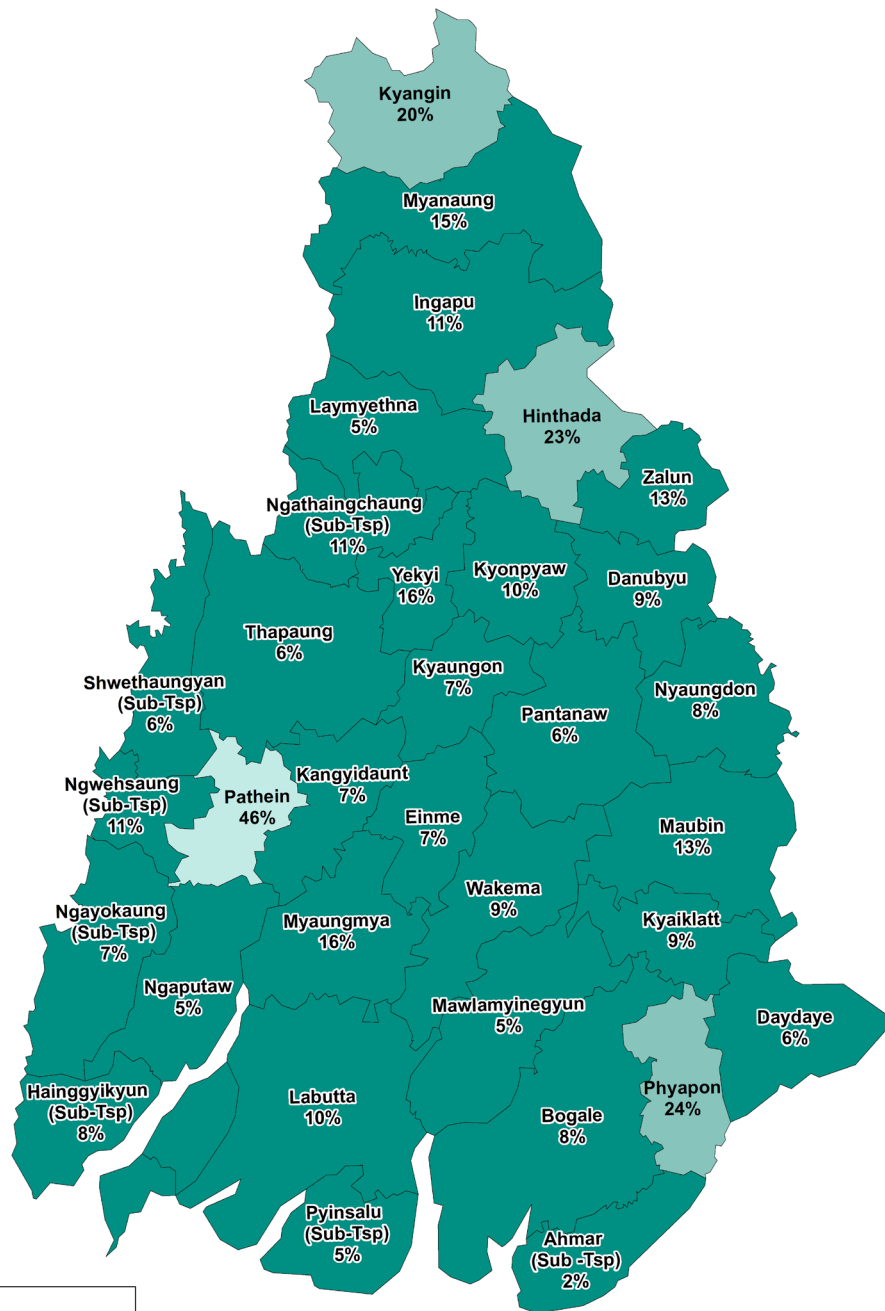 Kyangin
20%
Myanaung
15%
Ingapu
11%
Laymyethna
5%
Hinthada
23%
Zalun
13%
Ngathaingchaung
(Sub-Tsp)
11%
Yekyi
16%
Kyonpyaw
10%
Danubyu
9%
Thapaung
6%
Kyaungon
7%
Shwethaungyan
(Sub-Tsp)
6%
Nyaungdon
8%
Pantanaw
6%
Ngwehsaung
(Sub-Tsp)
11%
Pathein
46%
Kangyidaunt
7%
Einme
7%
Maubin
13%
Wakema
9%
Ngayokaung
(Sub-Tsp)
7%
Myaungmya
16%
Kyaiklatt
9%
Ngaputaw
5%
Mawlamyinegyun
5%
Daydaye
6%
Hainggyikyun
(Sub-Tsp)
8%
Labutta
10%
Phyapon
24%
Bogale
8%
Pyinsalu
(Sub-Tsp)
5%
Ahmar
(Sub -Tsp)
2%